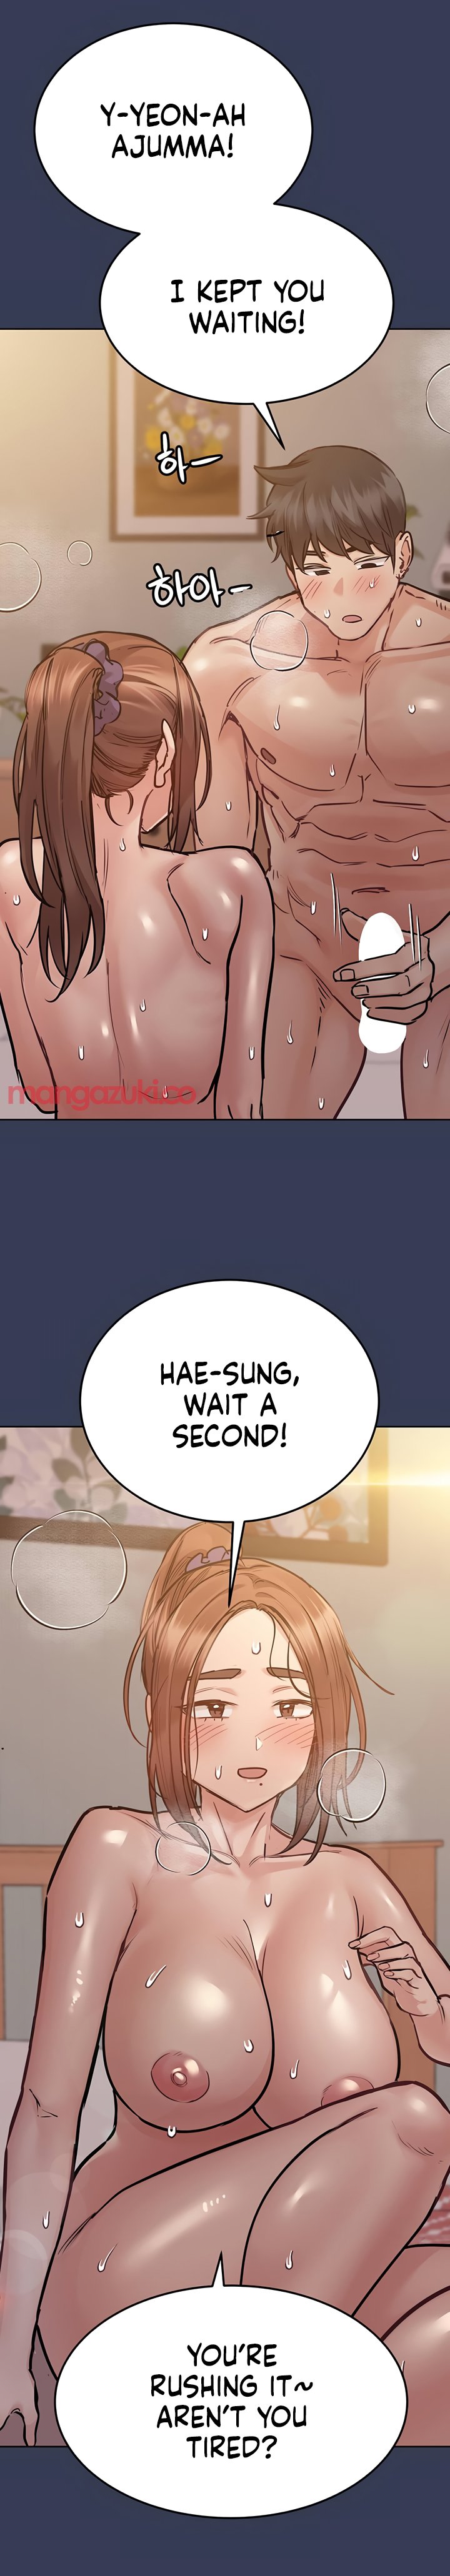 Y-YEON-AH
AJUMMA!
I KEPT YOU
WAITING!
하—
하아—
mangazuki.co
HAE-SUNG,
WAIT A
SECOND!
YOU'RE
RUSHING IT~
AREN'T YOU
TIRED?